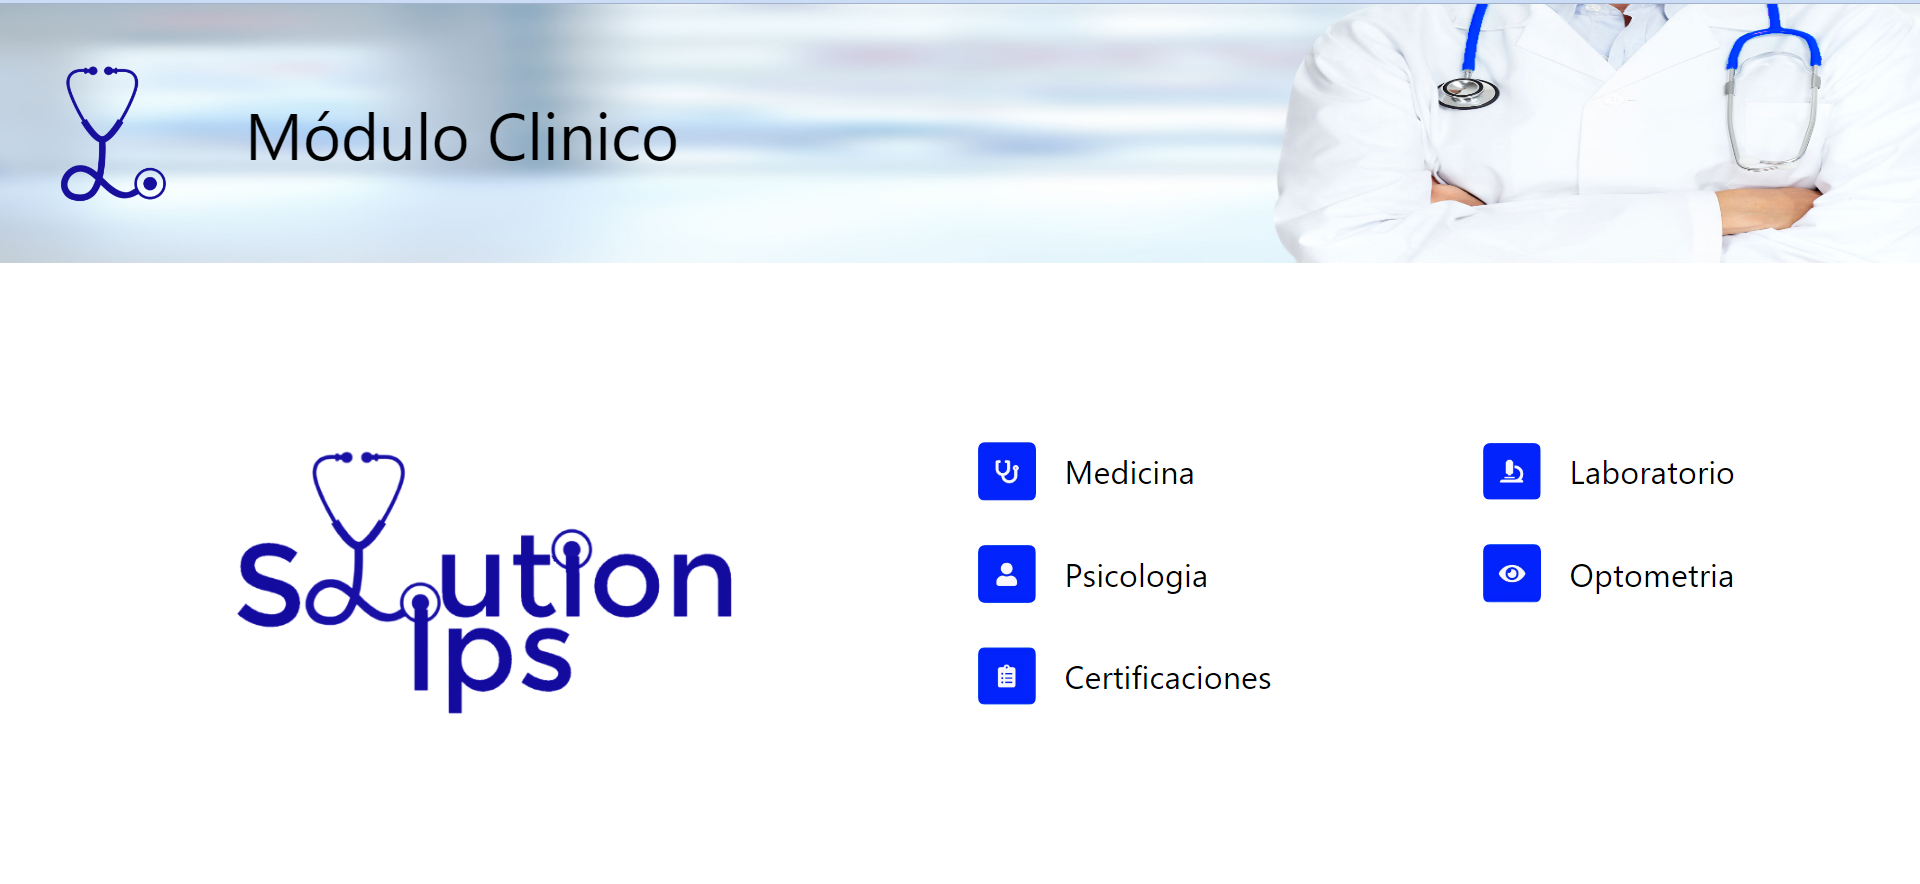 Módulo Clinico
Solution
ips
Medicina
Laboratorio
Psicologia
Optometria
Certificaciones